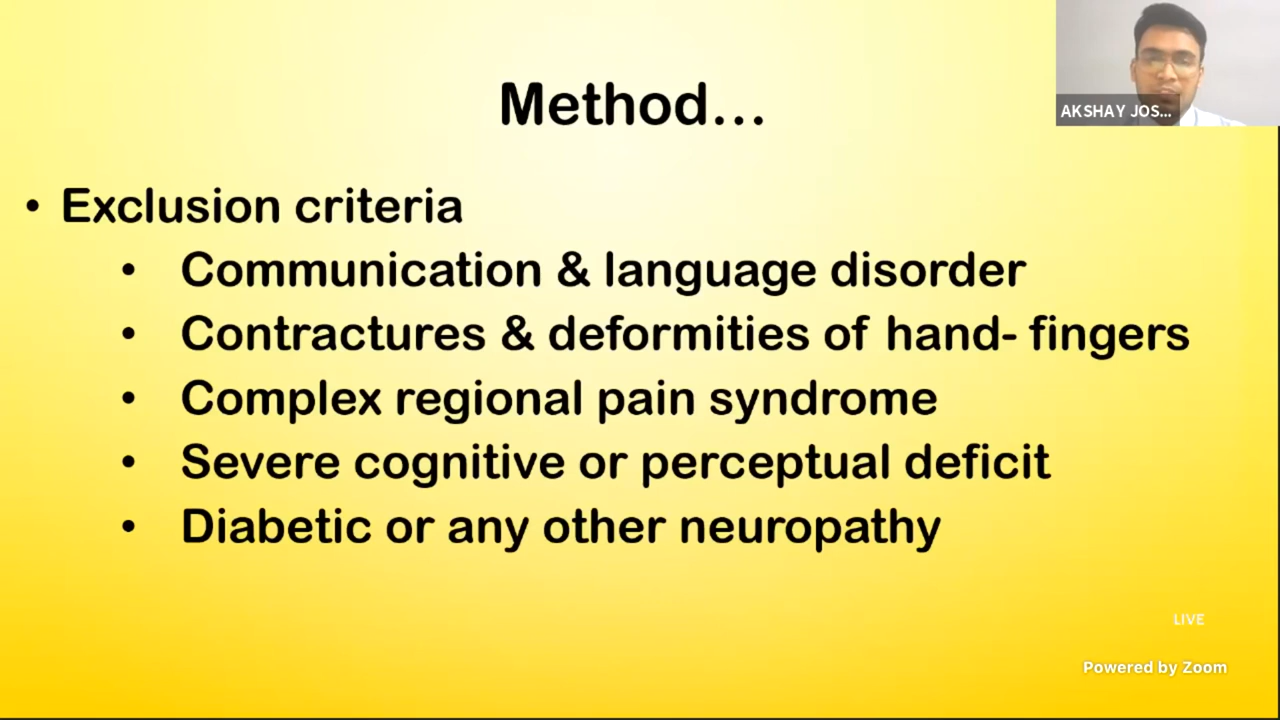 Method...
AKSHAY JOS...
• Exclusion criteria
• Communication & language disorder
• Contractures & deformities of hand- fingers
• Complex regional pain syndrome
• Severe cognitive or perceptual deficit
• Diabetic or any other neuropathy
LIVE
Powered by Zoom